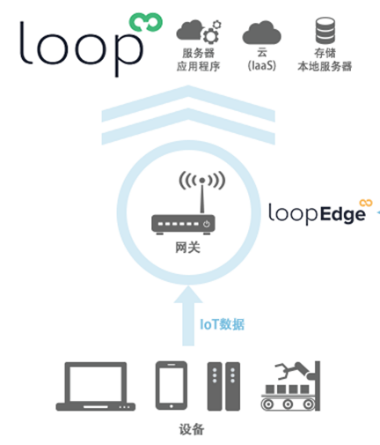 loop
服务器
应用程序
云
(IaaS)
存储
本地服务器
网关
loopEdge
IoT数据
设备